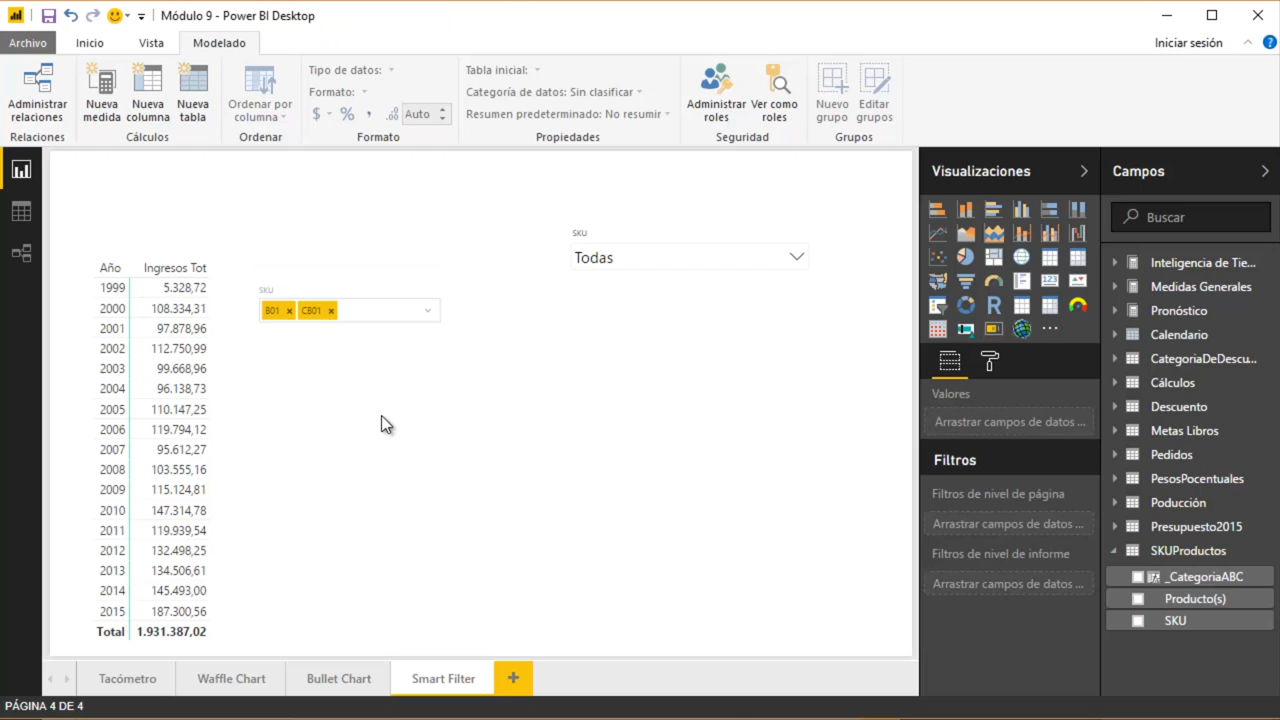 Módulo 9 - Power BI Desktop
Archivo Inicio Vista Modelado Iniciar sesión
Administrar relaciones
Relaciones
Nueva medida
Nueva columna
Nueva tabla
Cálculos
Ordenar por columna
Ordenar
Tipo de datos:
Formato:
$ % , .00 Auto
Formato
Tabla inicial:
Categoría de datos: Sin clasificar
Resumen predeterminado: No resumir
Propiedades
Administrar roles
Ver como roles
Seguridad
Nuevo grupo
Editar grupos
Grupos
Año Ingresos Tot
1999 5.328,72
2000 108.334,31
2001 97.878,96
2002 112.750,99
2003 99.668,96
2004 96.138,73
2005 110.147,25
2006 119.794,12
2007 95.612,27
2008 103.555,16
2009 115.124,81
2010 147.314,78
2011 119.939,54
2012 132.498,25
2013 134.506,61
2014 145.493,00
2015 187.300,56
Total 1.931.387,02
SKU
B01 × CB01 ×
SKU
Todas
Visualizaciones
R
123
Valores
Arrastrar campos de datos ...
Filtros
Filtros de nivel de página
Arrastrar campos de datos ...
Filtros de nivel de informe
Arrastrar campos de datos ...
Campos
Buscar
Inteligencia de Tie...
Medidas Generales
Pronóstico
Calendario
CategoriaDeDescu...
Cálculos
Descuento
Metas Libros
Pedidos
PesosPocentuales
Poducción
Presupuesto2015
SKUProductos
_CategoriaABC
Producto(s)
SKU
Tacómetro Waffle Chart Bullet Chart Smart Filter +
PÁGINA 4 DE 4